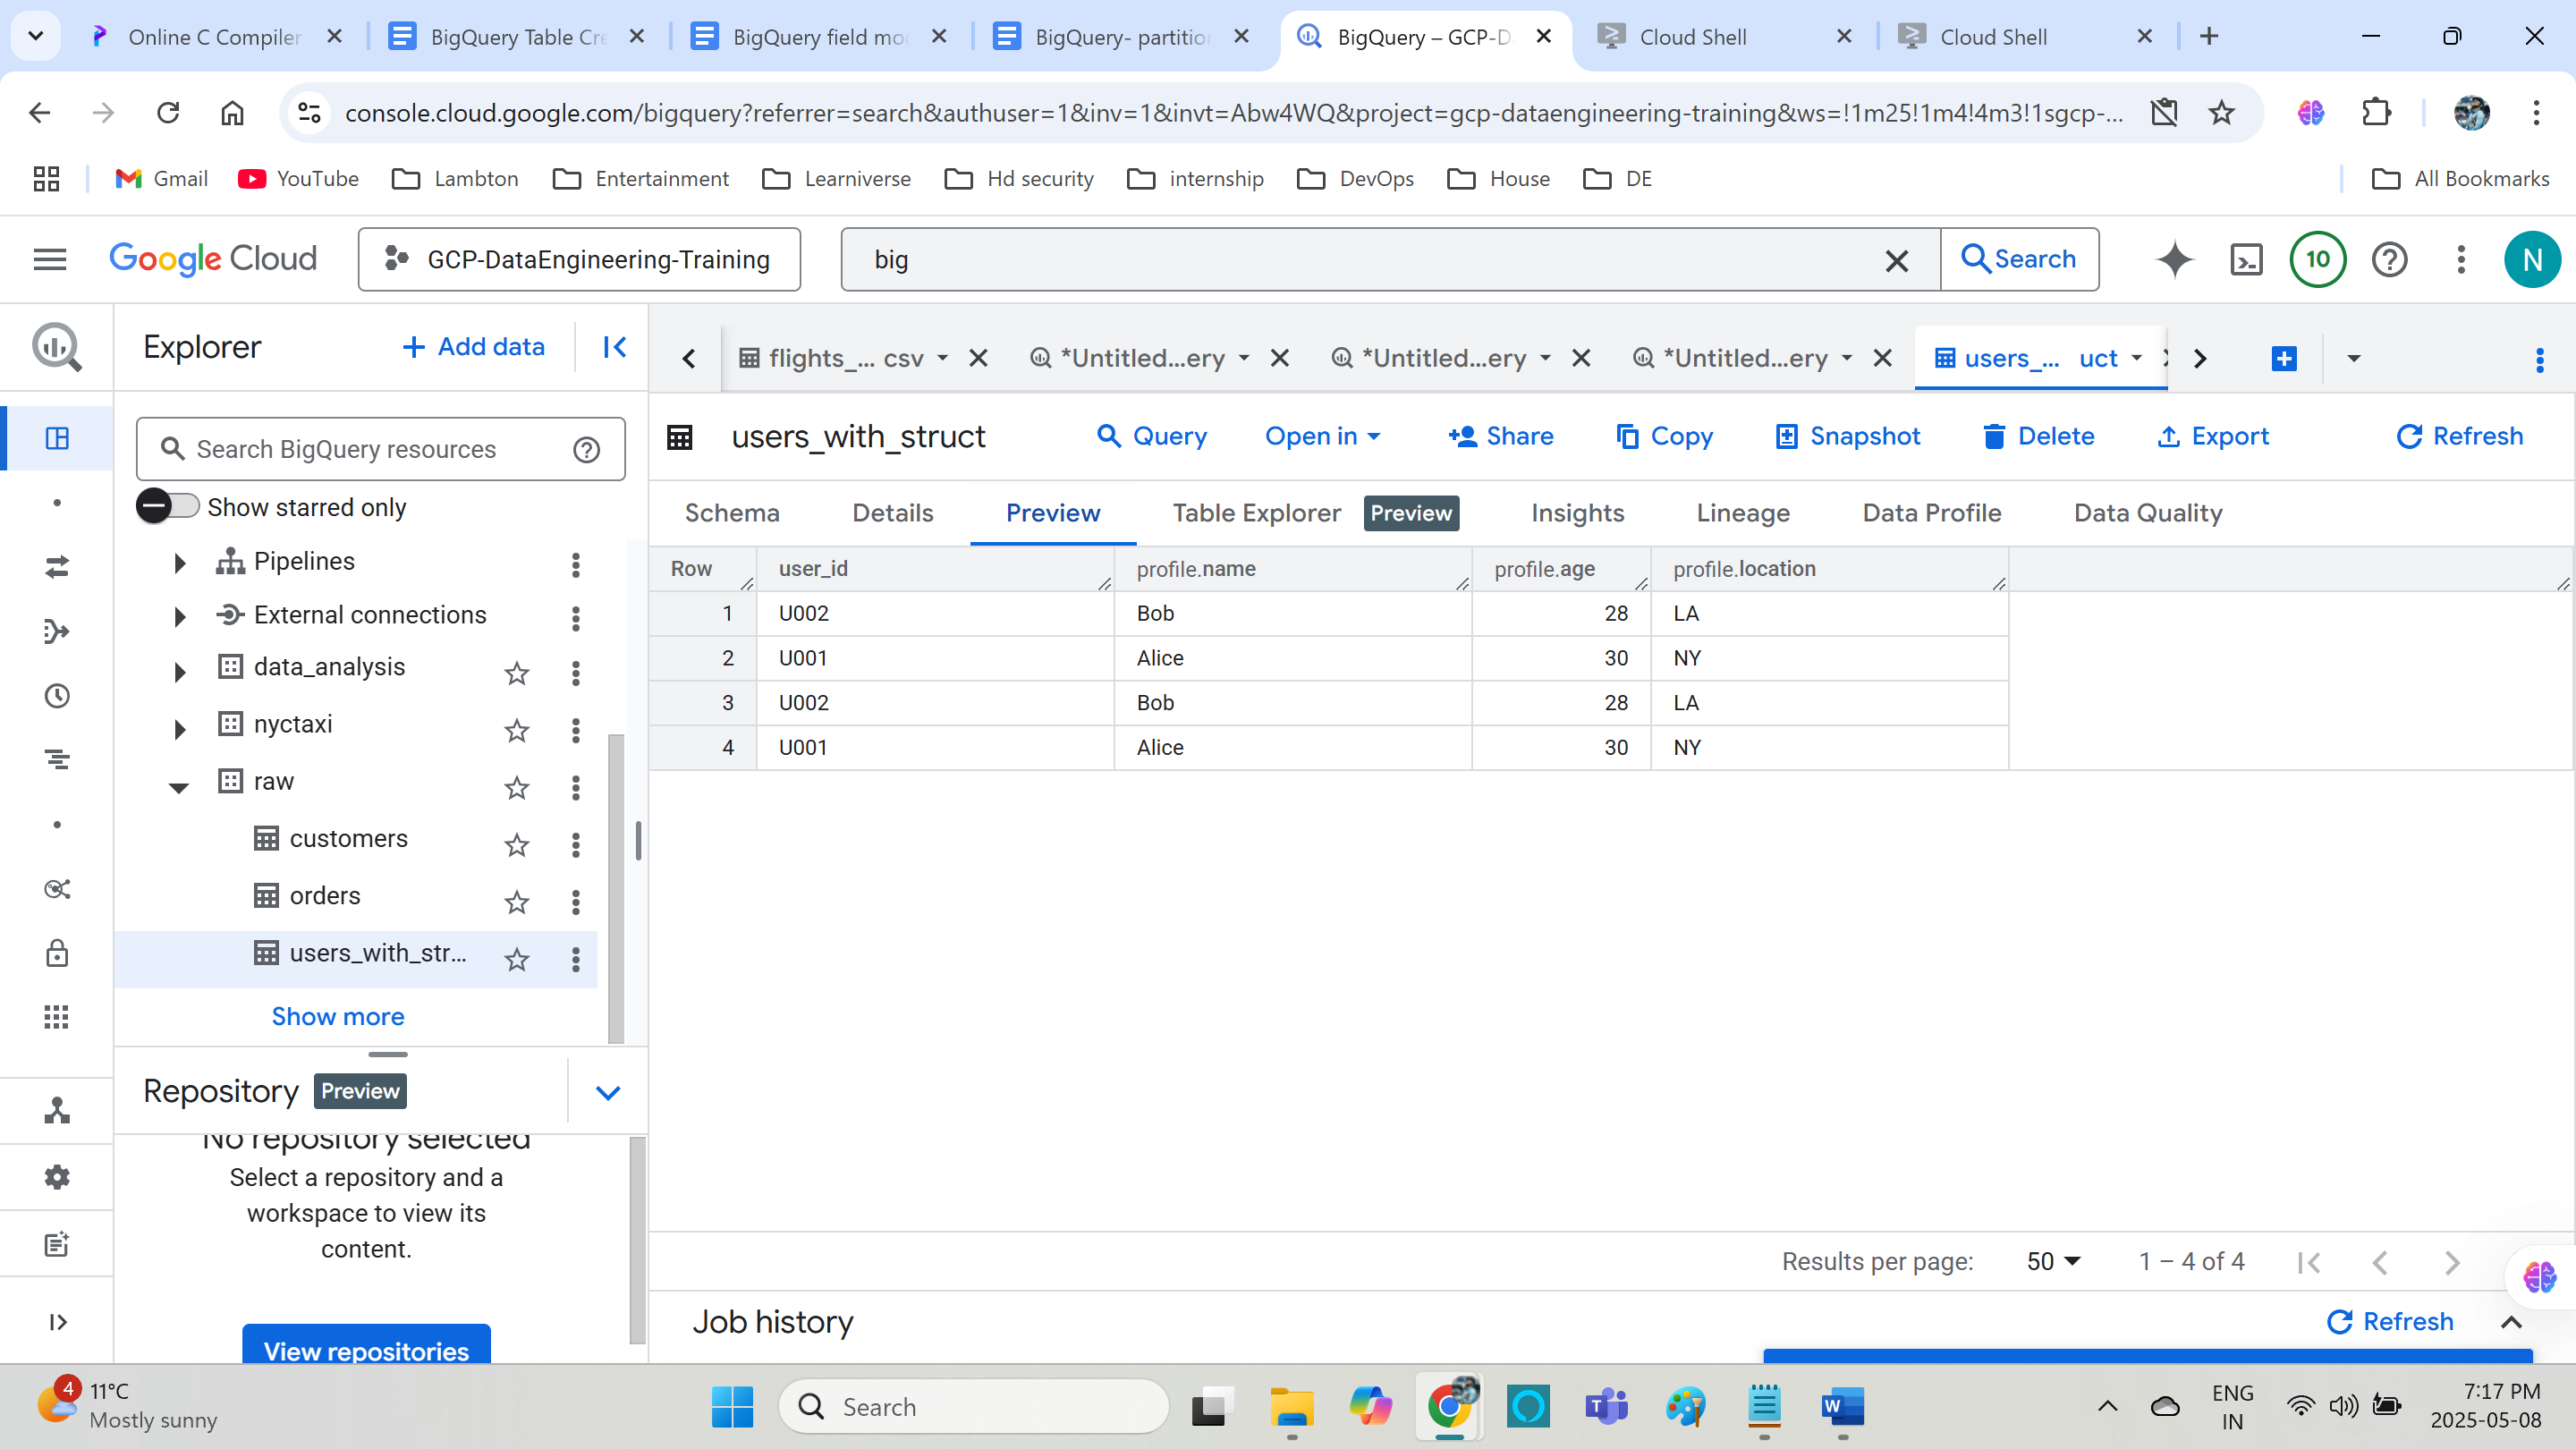 Online C Compiler
BigQuery Table Cre
BigQuery field mo
BigQuery- partition
BigQuery – GCP-D
Cloud Shell
Cloud Shell
console.cloud.google.com/bigquery?referrer=search&authuser=1&inv=1&invt=Abw4WQ&project=gcp-dataengineering-training&ws=!1m25!1m4!4m3!1sgcp-...
Gmail
YouTube
Lambton
Entertainment
Learniverse
Hd security
internship
DevOps
House
DE
All Bookmarks
Google Cloud
GCP-DataEngineering-Training
big
Search
10
N
Explorer
+ Add data
flights_... csv
*Untitled...ery
*Untitled...ery
*Untitled...ery
users_... uct
Search BigQuery resources
Show starred only
Pipelines
External connections
data_analysis
nyctaxi
raw
customers
orders
users_with_str...
Show more
users_with_struct
Query
Open in
Share
Copy
Snapshot
Delete
Export
Refresh
Schema
Details
Preview
Table Explorer Preview
Insights
Lineage
Data Profile
Data Quality
Row user_id profile.name profile.age profile.location
1 U002 Bob 28 LA
2 U001 Alice 30 NY
3 U002 Bob 28 LA
4 U001 Alice 30 NY
Repository Preview
No repository selected
Select a repository and a
workspace to view its
content.
View repositories
Results per page: 50 1 – 4 of 4
Job history
Refresh
4
11°C
Mostly sunny
Search
ENG
IN
7:17 PM
2025-05-08